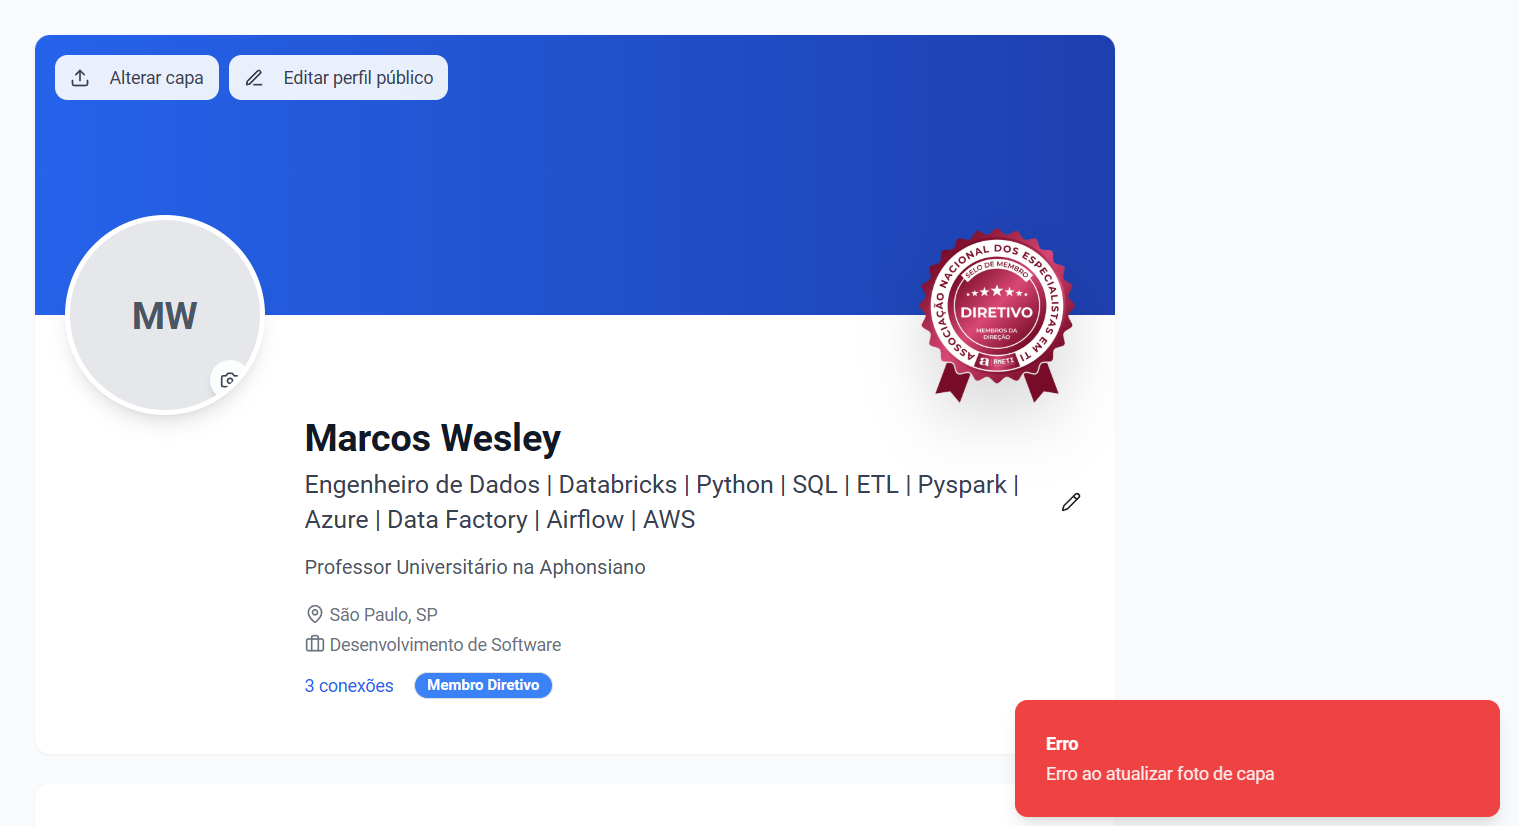 Alterar capa
Editar perfil público
MW
ASSOCIAÇÃO NACIONAL DOS ESPECIALISTAS EM TI
SELO DE MEMBRO
DIRETIVO
MEMBROS DA
DIREÇÃO
a ANETI
Marcos Wesley
Engenheiro de Dados | Databricks | Python | SQL | ETL | Pyspark |
Azure | Data Factory | Airflow | AWS
Professor Universitário na Aphonsiano
São Paulo, SP
Desenvolvimento de Software
3 conexões
Membro Diretivo
Erro
Erro ao atualizar foto de capa